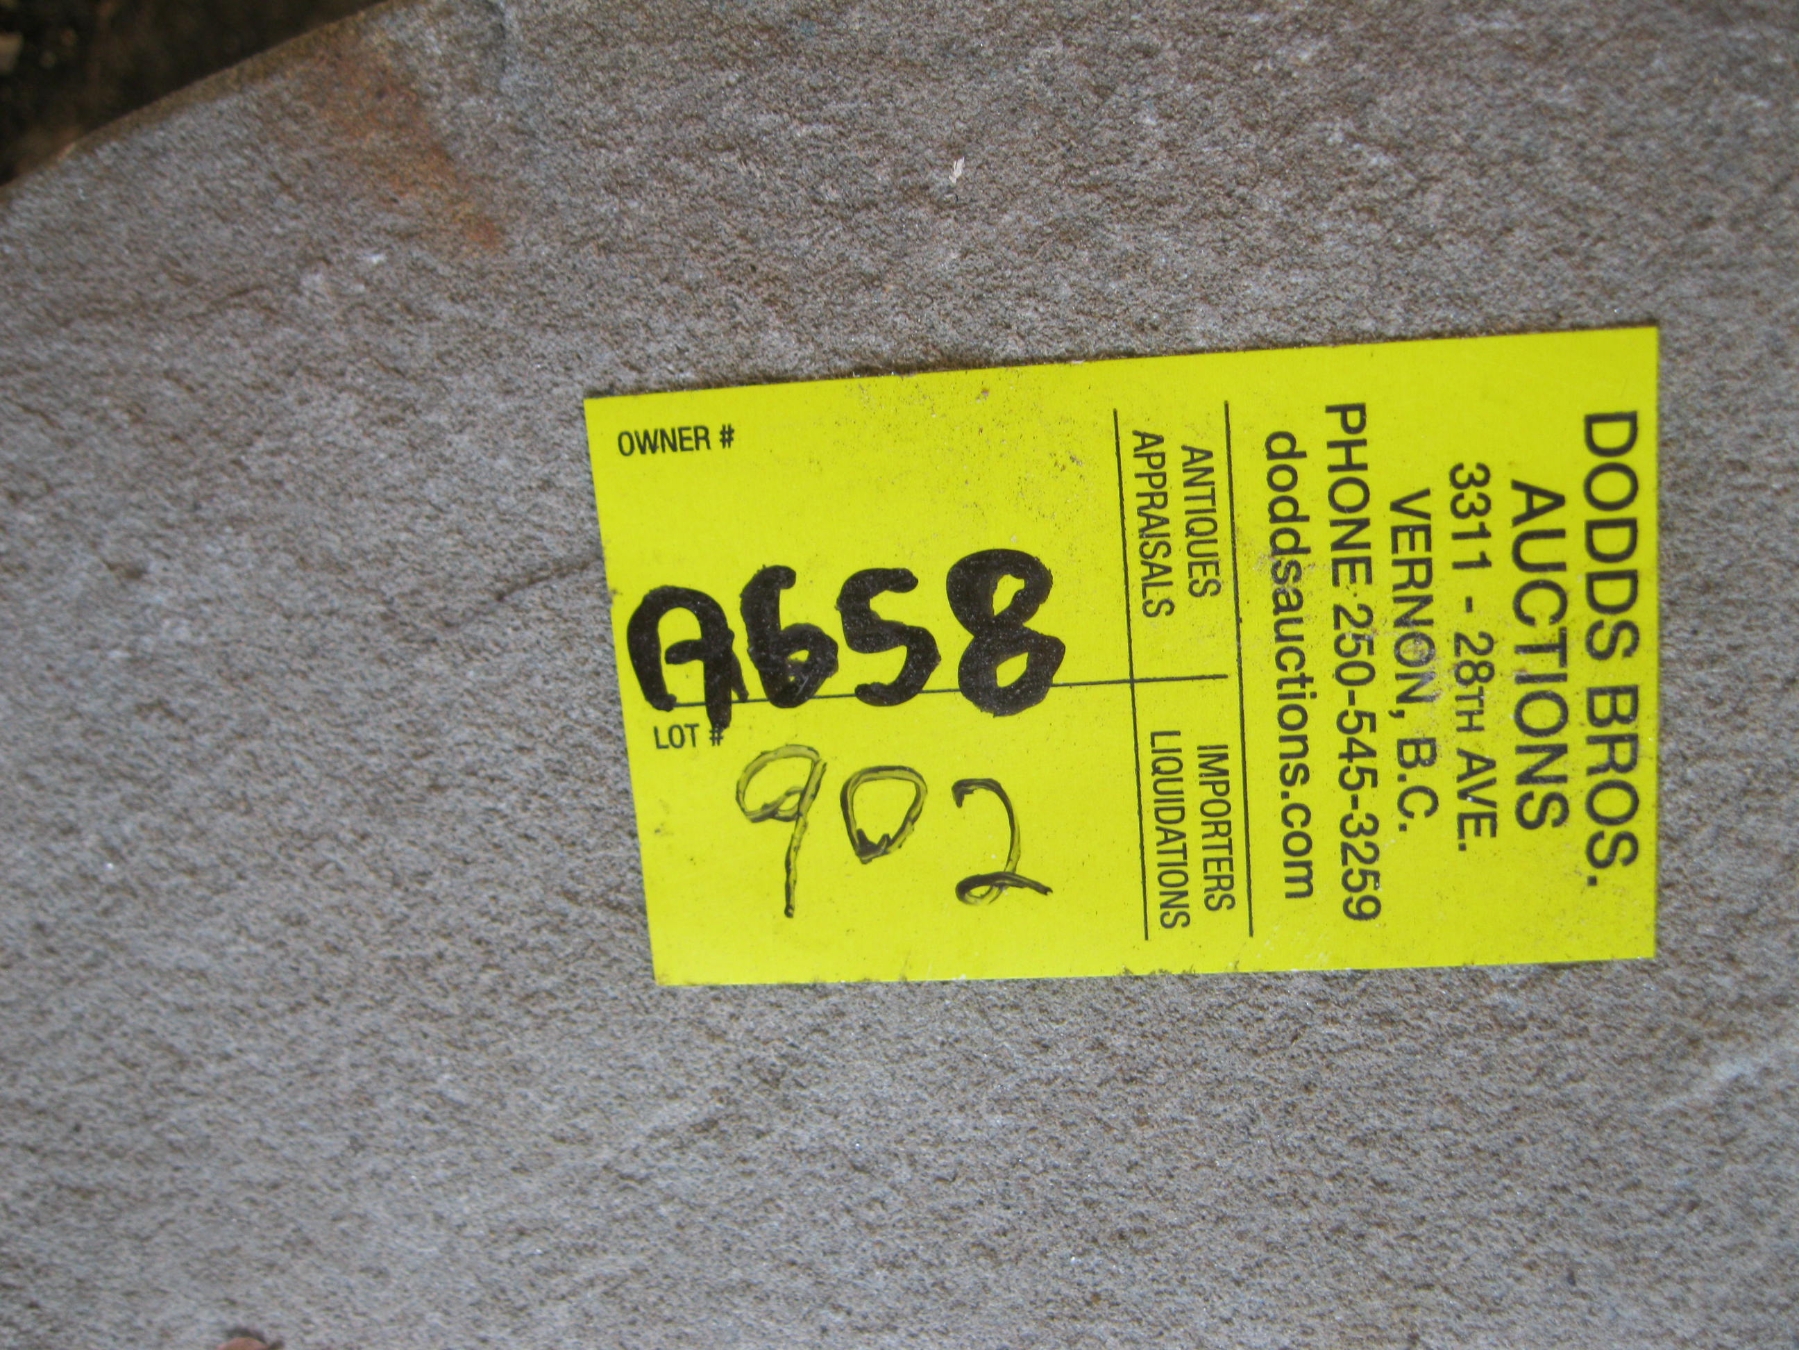 DODDS BROS.
AUCTIONS
3311 - 28TH AVE.
VERNON, B.C.
PHONE 250-545-3259
doddsauctions.com
ANTIQUES
APPRAISALS
IMPORTERS
LIQUIDATIONS
OWNER #
A658
LOT #
902